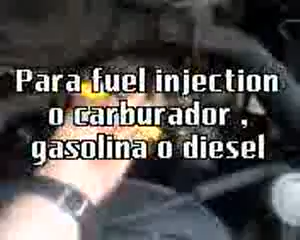 Para fuel injection
o carburador ,
gasolina o diesel